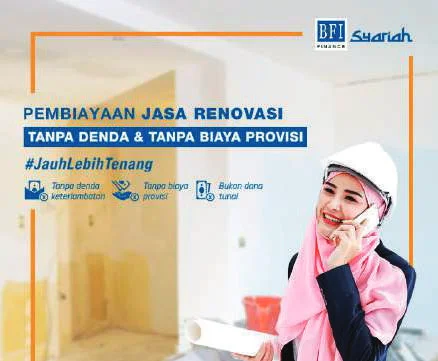 BFI
FINANCE
Syariah
PEMBIAYAAN JASA RENOVASI
TANPA DENDA & TANPA BIAYA PROVISI
#JauhLebihTenang
Tanpa denda
keterlambatan
Tanpa biaya
provisi
Bukan dana
tunai